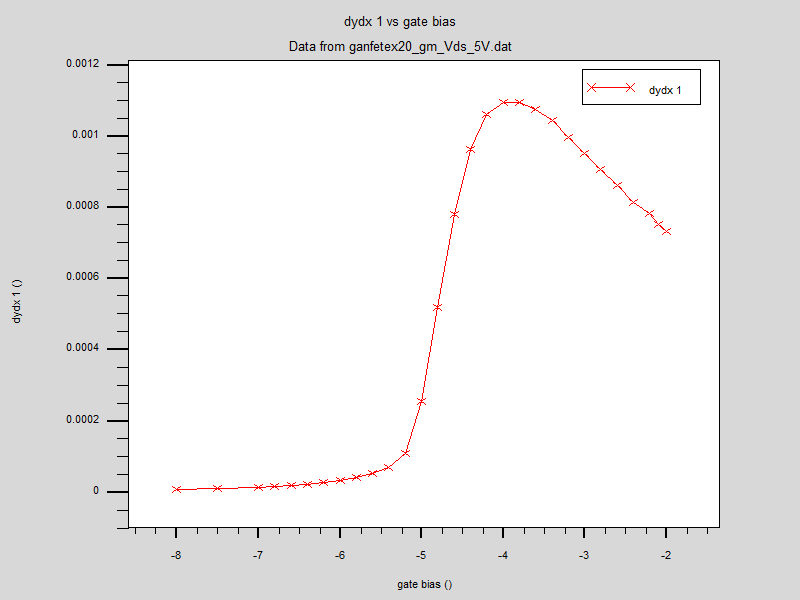 dydx 1 vs gate bias
Data from ganfetex20_gm_Vds_5V.dat
dydx 1
0.0012
0.001
0.0008
0.0006
0.0004
0.0002
0
dydx 1 ()
-8 -7 -6 -5 -4 -3 -2
gate bias ()